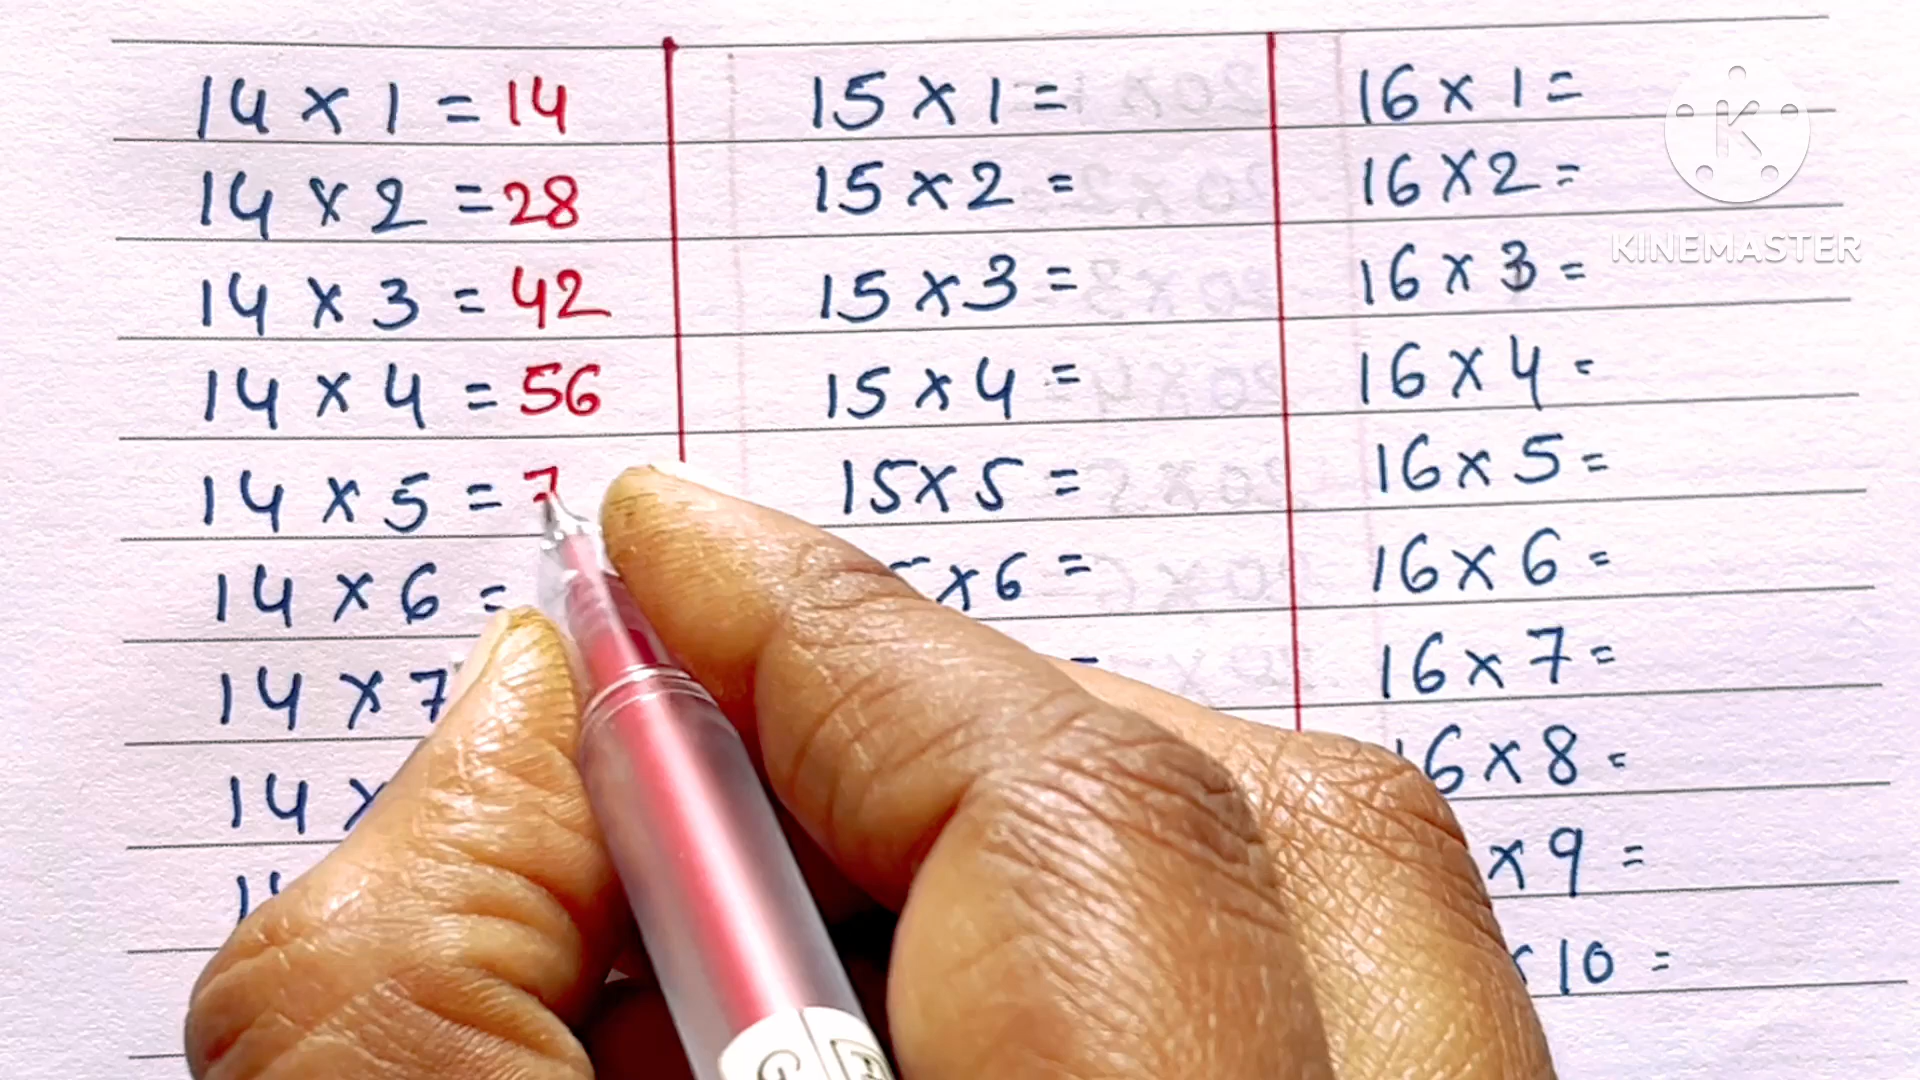 14 × 1 = 14 15 × 1 = 16 × 1 =
14 × 2 = 28 15 × 2 = 16 × 2 =
14 × 3 = 42 15 × 3 = 16 × 3 =
14 × 4 = 56 15 × 4 = 16 × 4 =
14 × 5 = 7 15 × 5 = 16 × 5 =
14 × 6 = × 6 = 16 × 6 =
14 × 7 16 × 7 =
14 × 6 × 8 =
× 9 =
10 =
K
KINEMASTER